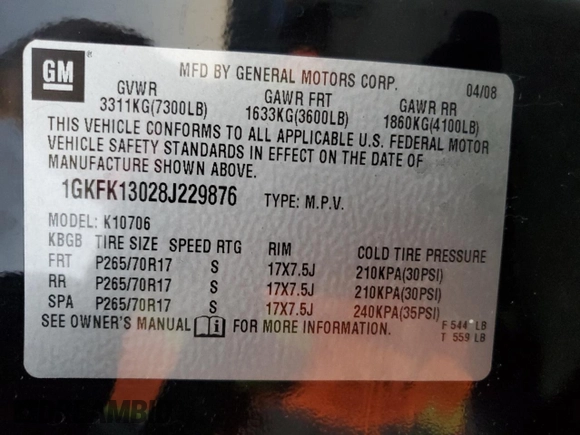 GM ®
MFD BY GENERAL MOTORS CORP. 04/08
GVWR GAWR FRT GAWR RR
3311KG(7300LB) 1633KG(3600LB) 1860KG(4100LB)
THIS VEHICLE CONFORMS TO ALL APPLICABLE U.S. FEDERAL MOTOR
VEHICLE SAFETY STANDARDS IN EFFECT ON THE DATE OF
MANUFACTURE SHOWN ABOVE.
1GKFK13028J229876 TYPE: M.P.V.
MODEL: K10706
KBGB TIRE SIZE SPEED RTG RIM COLD TIRE PRESSURE
FRT P265/70R17 S 17X7.5J 210KPA(30PSI)
RR P265/70R17 S 17X7.5J 210KPA(30PSI)
SPA P265/70R17 S 17X7.5J 240KPA(35PSI)
SEE OWNER'S MANUAL FOR MORE INFORMATION.
F 544 LB
T 559 LB